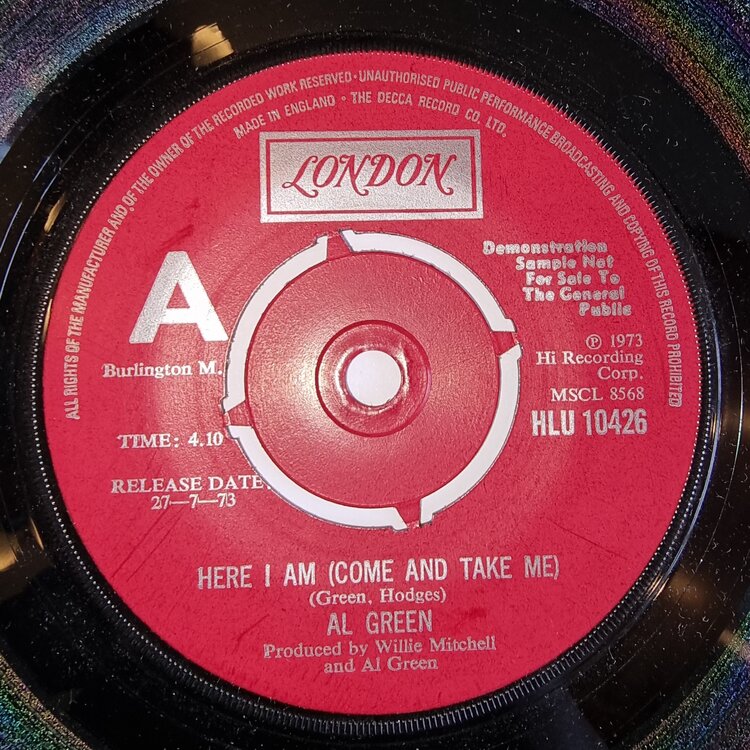 ALL RIGHTS OF THE MANUFACTURER AND OF THE OWNER OF THE RECORDED WORK RESERVED · UNAUTHORISED PUBLIC PERFORMANCE BROADCASTING AND COPYING OF THIS RECORD PROHIBITED
MADE IN ENGLAND · THE DECCA RECORD CO. LTD.
LONDON
A
Demonstration
Sample Not
For Sale To
The General
Public
Burlington M.
℗ 1973
Hi Recording
Corp.
MSCL 8568
HLU 10426
TIME: 4.10
RELEASE DATE:
27—7—73
HERE I AM (COME AND TAKE ME)
(Green, Hodges)
AL GREEN
Produced by Willie Mitchell
and Al Green